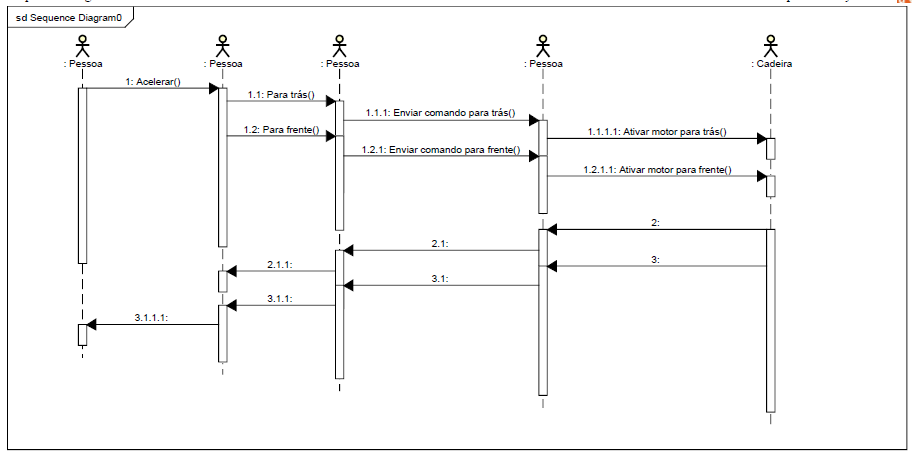 sd Sequence Diagram0
: Pessoa
: Pessoa
: Pessoa
: Pessoa
: Cadeira
1: Acelerar()
1.1: Para trás()
1.1.1: Enviar comando para trás()
1.2: Para frente()
1.1.1.1: Ativar motor para trás()
1.2.1: Enviar comando para frente()
1.2.1.1: Ativar motor para frente()
2:
2.1:
3:
2.1.1:
3.1:
3.1.1:
3.1.1.1: